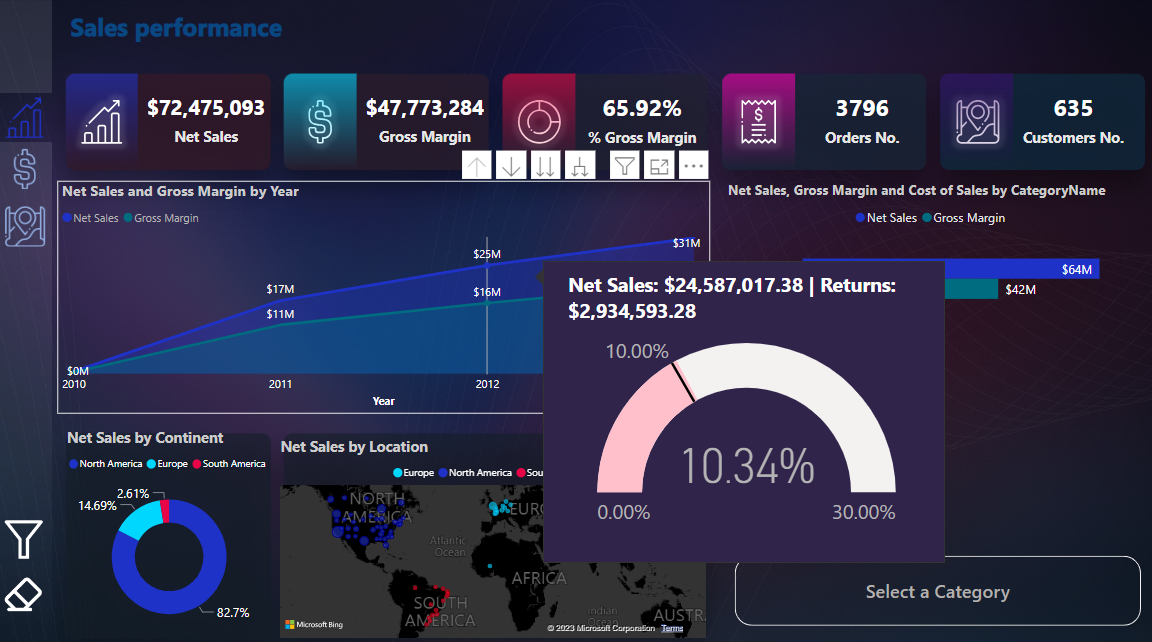 Sales performance
$72,475,093
Net Sales
$47,773,284
Gross Margin
65.92%
% Gross Margin
3796
Orders No.
635
Customers No.
Net Sales and Gross Margin by Year
Net Sales Gross Margin
$31M
$25M
$17M
$16M
$11M
$0M
2010 2011 2012
Year
Net Sales, Gross Margin and Cost of Sales by CategoryName
Net Sales Gross Margin
$64M
$42M
Net Sales: $24,587,017.38 | Returns:
$2,934,593.28
10.00%
10.34%
0.00% 30.00%
Net Sales by Continent
North America Europe South America
2.61%
14.69%
82.7%
Net Sales by Location
Europe North America Sou
NORTH
AMERICA
EURO
Atlantic
Ocean
AFRICA
SOUTH
AMERICA
Indian
Ocean
AUSTR
Microsoft Bing
© 2023 Microsoft Corporation Terms
Select a Category